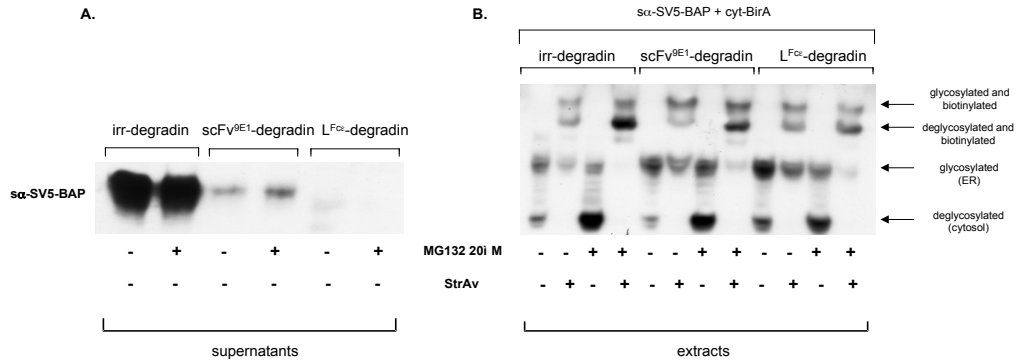 A.
irr-degradin scFv9E1-degradin LFcε-degradin
sα-SV5-BAP
- + - + - +
- - - - - -
supernatants
B.
sα-SV5-BAP + cyt-BirA
irr-degradin scFv9E1-degradin LFcε-degradin
glycosylated and
biotinylated
deglycosylated and
biotinylated
glycosylated
(ER)
deglycosylated
(cytosol)
MG132 20ì M - - + + - - + + - - + +
StrAv - + - + - + - + - + - +
extracts